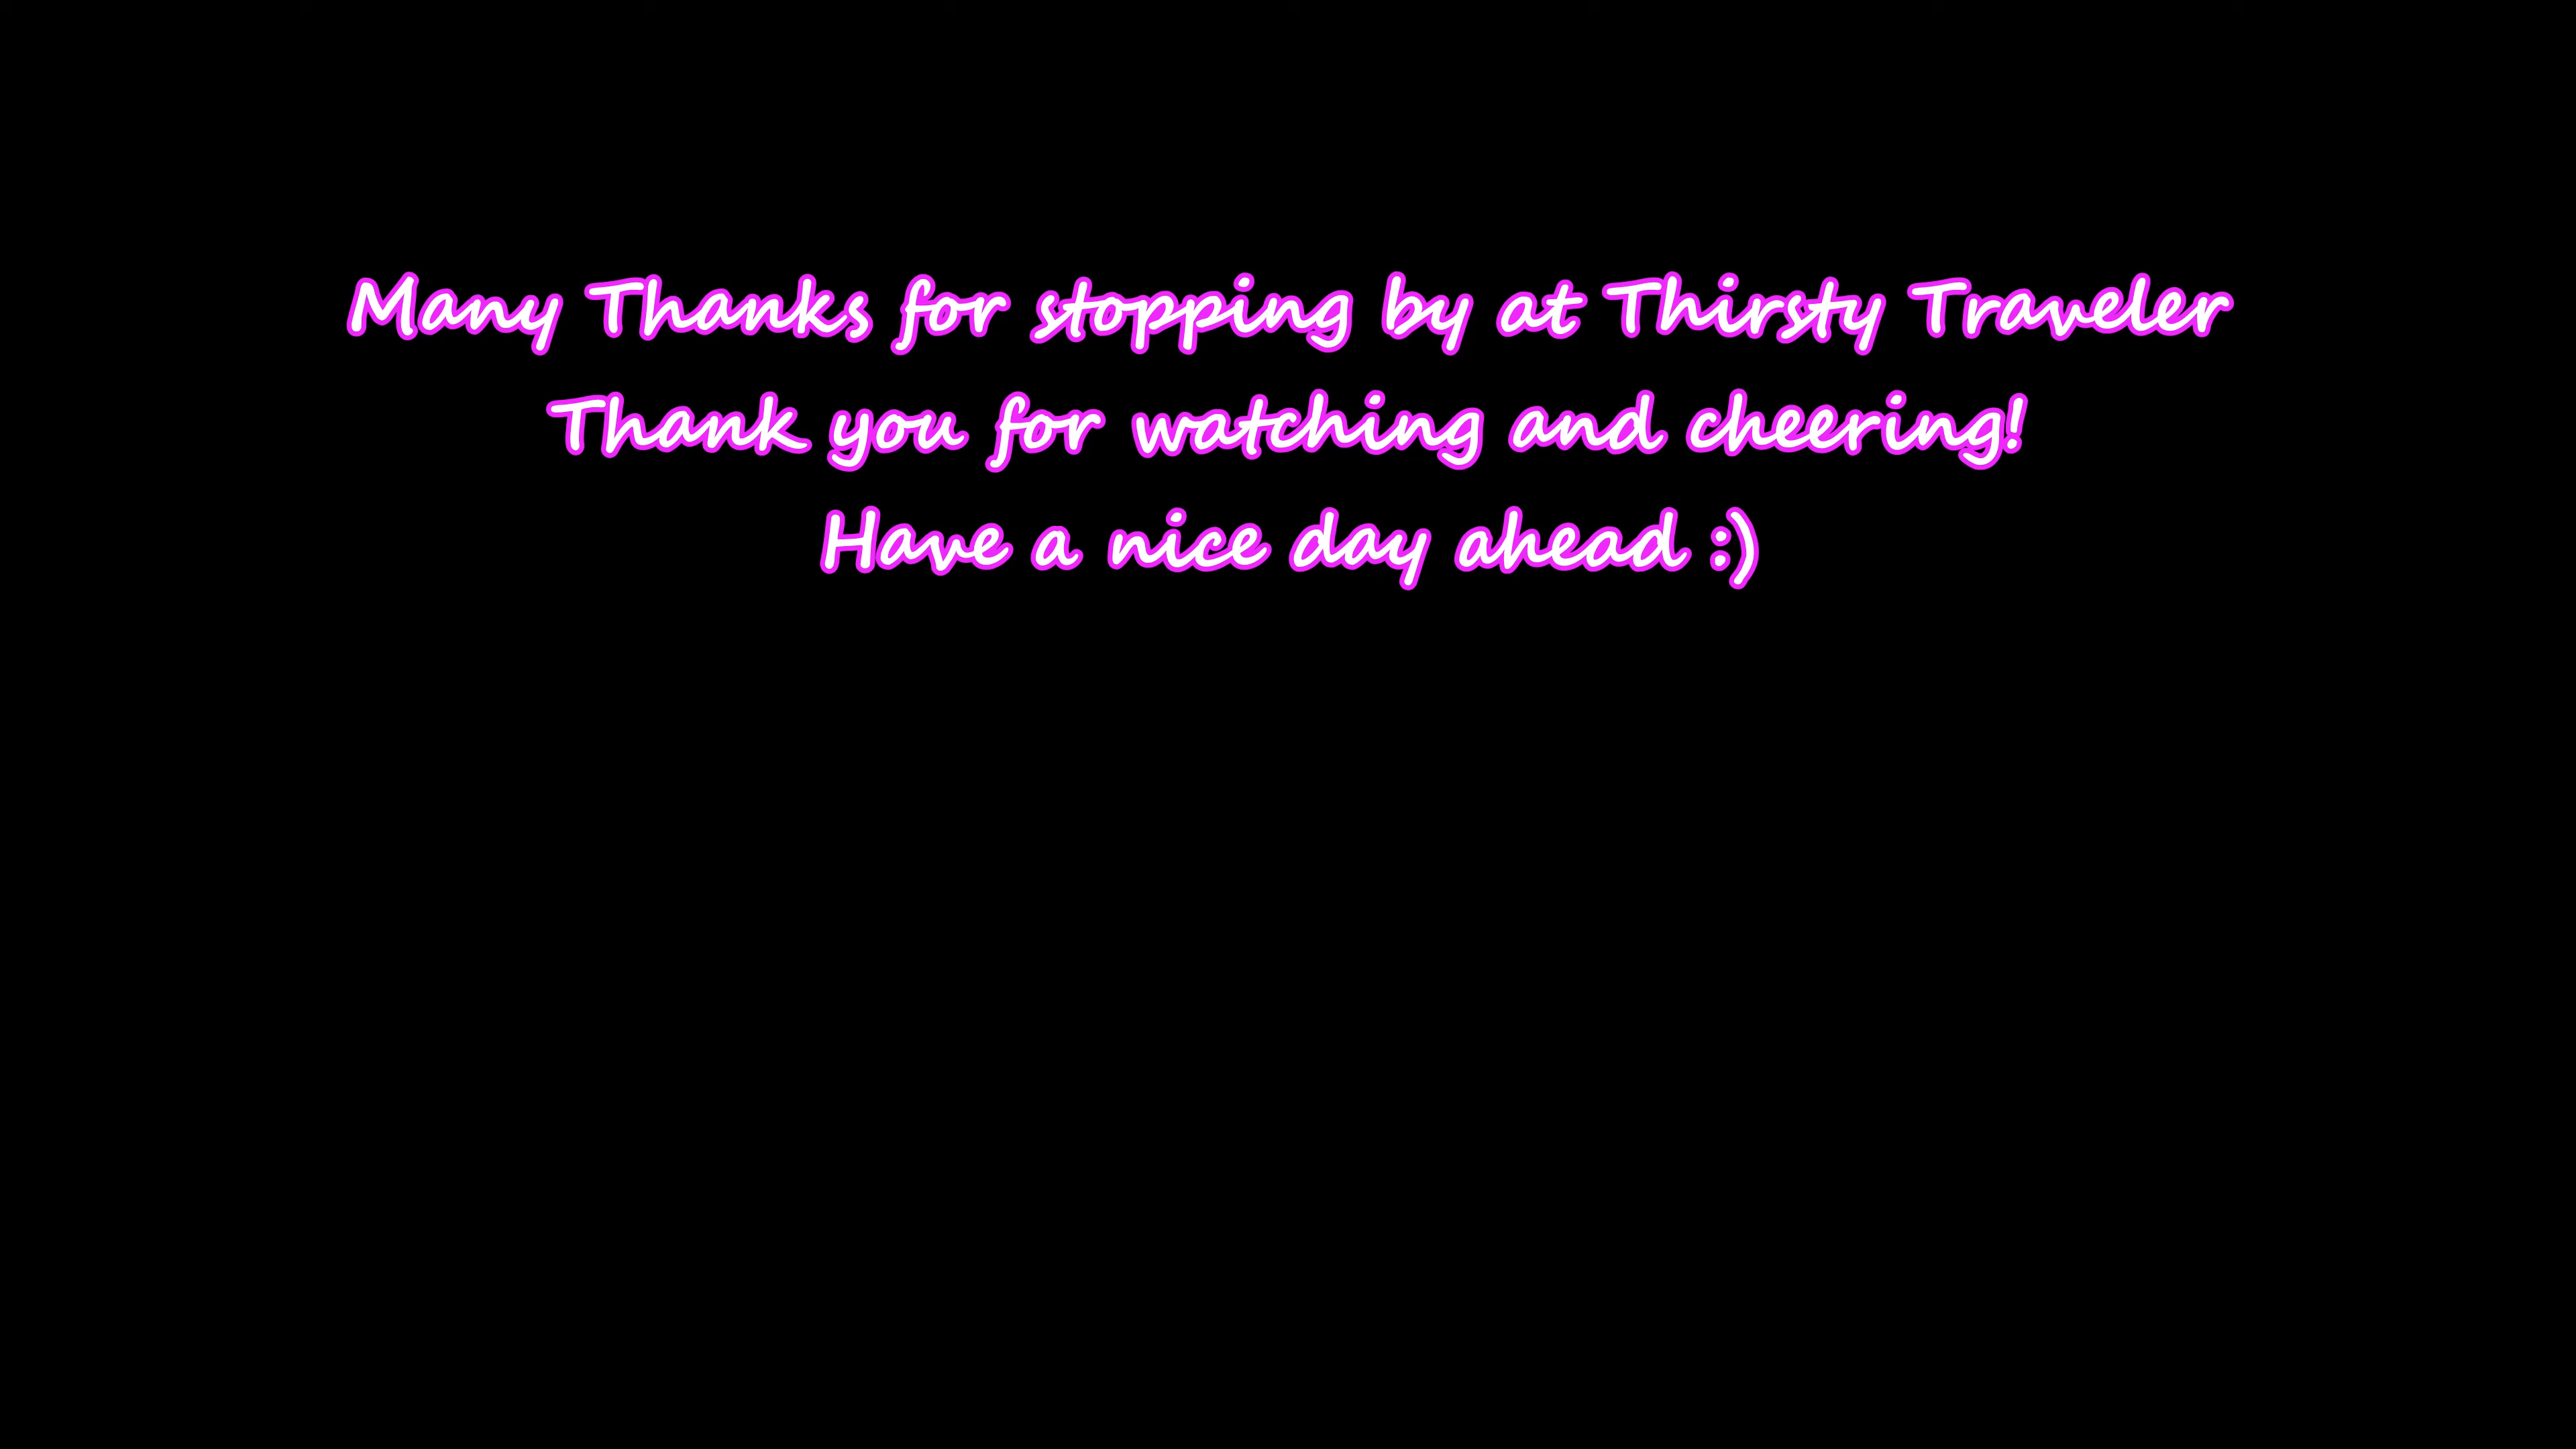 Many Thanks for stopping by at Thirsty Traveler
Thank you for watching and cheering!
Have a nice day ahead :)